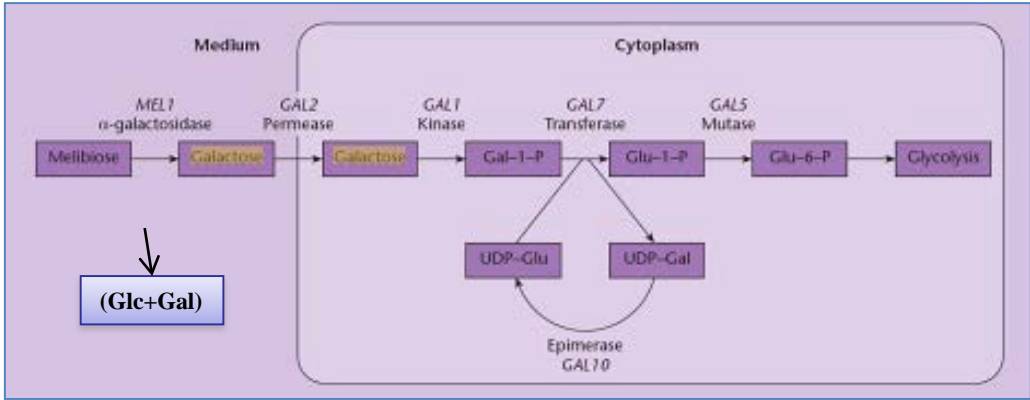 Medium
Cytoplasm
MEL1
α-galactosidase
GAL2
Permease
GAL1
Kinase
GAL7
Transferase
GAL5
Mutase
Melibiose
Galactose
Galactose
Gal–1–P
Glu–1–P
Glu–6–P
Glycolysis
(Glc+Gal)
UDP–Glu
UDP–Gal
Epimerase
GAL10